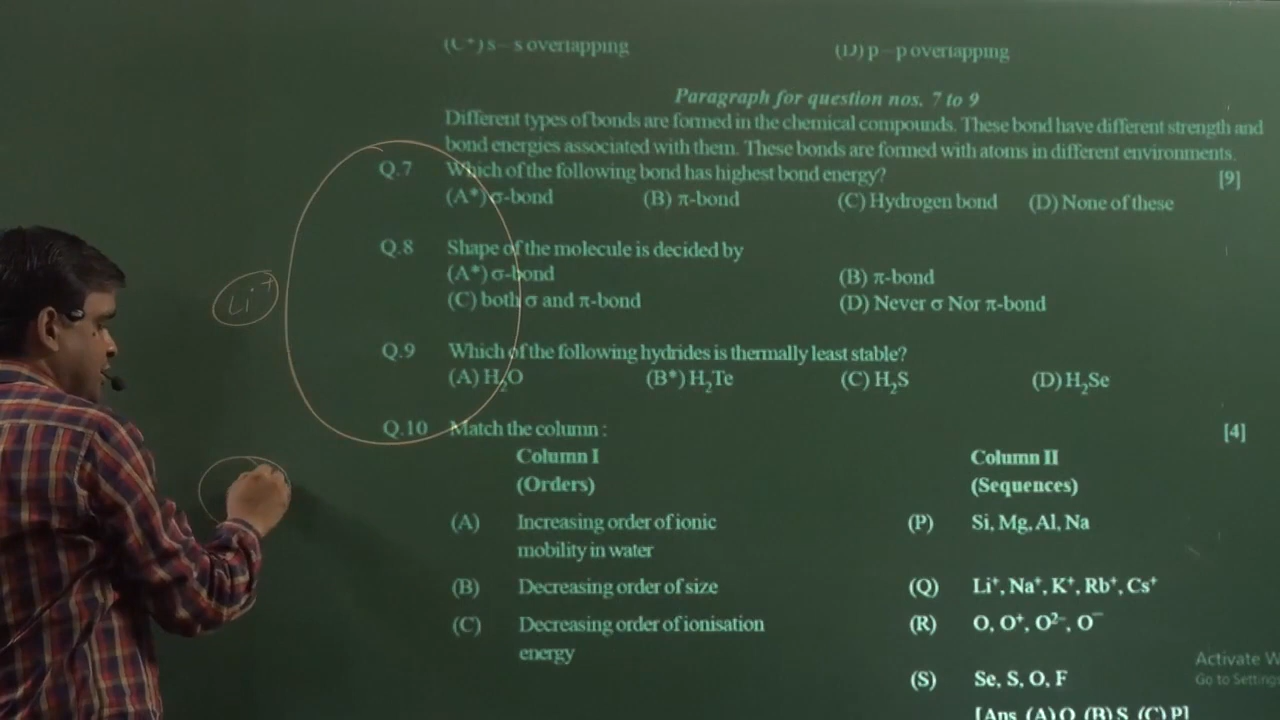 (C*) s – s overlapping (D) p – p overlapping
Paragraph for question nos. 7 to 9
Different types of bonds are formed in the chemical compounds. These bond have different strength and
bond energies associated with them. These bonds are formed with atoms in different environments.
Q.7 Which of the following bond has highest bond energy? [9]
(A*) σ-bond (B) π-bond (C) Hydrogen bond (D) None of these
Q.8 Shape of the molecule is decided by
(A*) σ-bond (B) π-bond
(C) both σ and π-bond (D) Never σ Nor π-bond
Li⁺
Q.9 Which of the following hydrides is thermally least stable?
(A) H₂O (B*) H₂Te (C) H₂S (D) H₂Se
Q.10 Match the column : [4]
Column I Column II
(Orders) (Sequences)
(A) Increasing order of ionic (P) Si, Mg, Al, Na
mobility in water
(B) Decreasing order of size (Q) Li⁺, Na⁺, K⁺, Rb⁺, Cs⁺
(C) Decreasing order of ionisation (R) O, O⁺, O²⁻, O⁻
energy
(S) Se, S, O, F
Activate W
Go to Settings
[Ans. (A) Q, (B) S, (C) P]